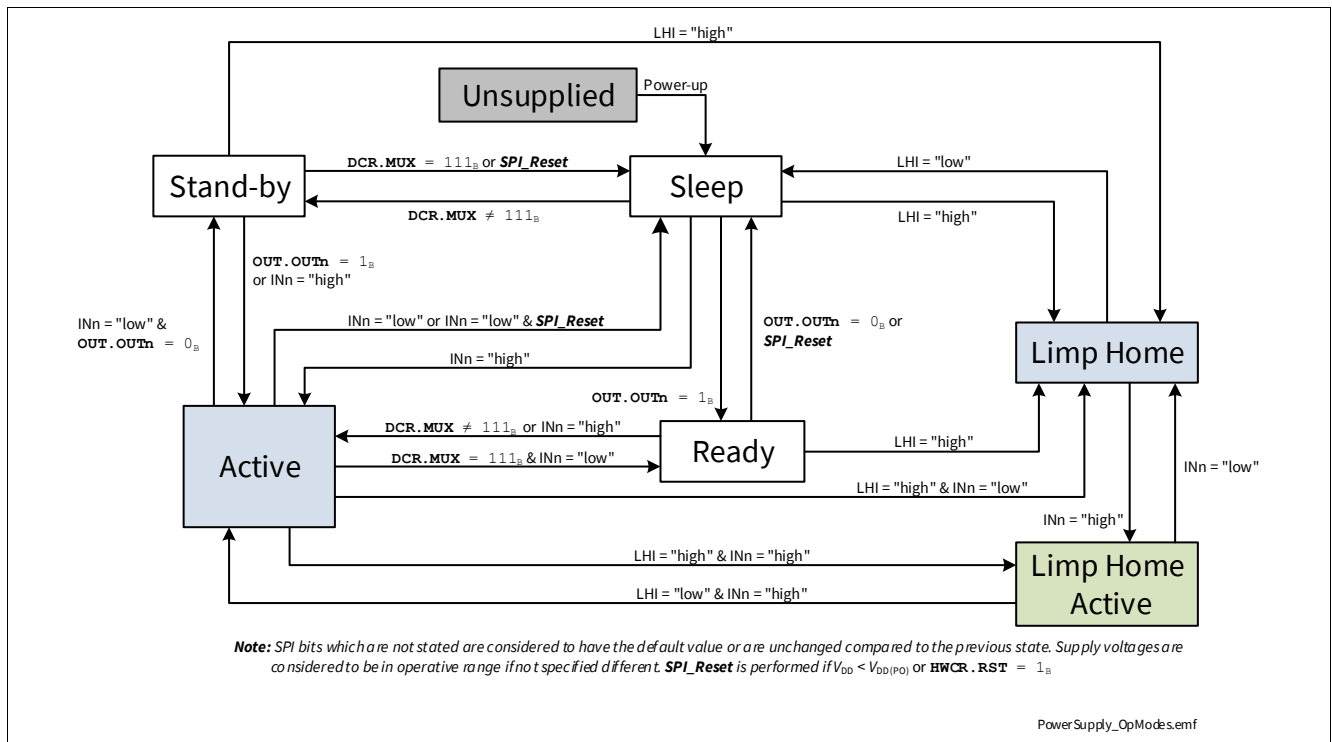 LHI = "high"
Unsupplied
Power-up
Stand-by
DCR.MUX = 111B or SPI_Reset
Sleep
LHI = "low"
DCR.MUX ≠ 111B
LHI = "high"
OUT.OUTn = 1B
or INn = "high"
INn = "low" &
OUT.OUTn = 0B
INn = "low" or INn = "low" & SPI_Reset
OUT.OUTn = 0B or
SPI_Reset
Limp Home
INn = "high"
OUT.OUTn = 1B
Active
DCR.MUX ≠ 111B or INn = "high"
DCR.MUX = 111B & INn = "low"
Ready
LHI = "high"
INn = "low"
LHI = "high" & INn = "low"
INn = "high"
LHI = "high" & INn = "high"
LHI = "low" & INn = "high"
Limp Home
Active
Note: SPI bits which are not stated are considered to have the default value or are unchanged compared to the previous state. Supply voltages are
considered to be in operative range if not specified different. SPI_Reset is performed if VDD < VDD(PO) or HWCR.RST = 1B
PowerSupply_OpModes.emf